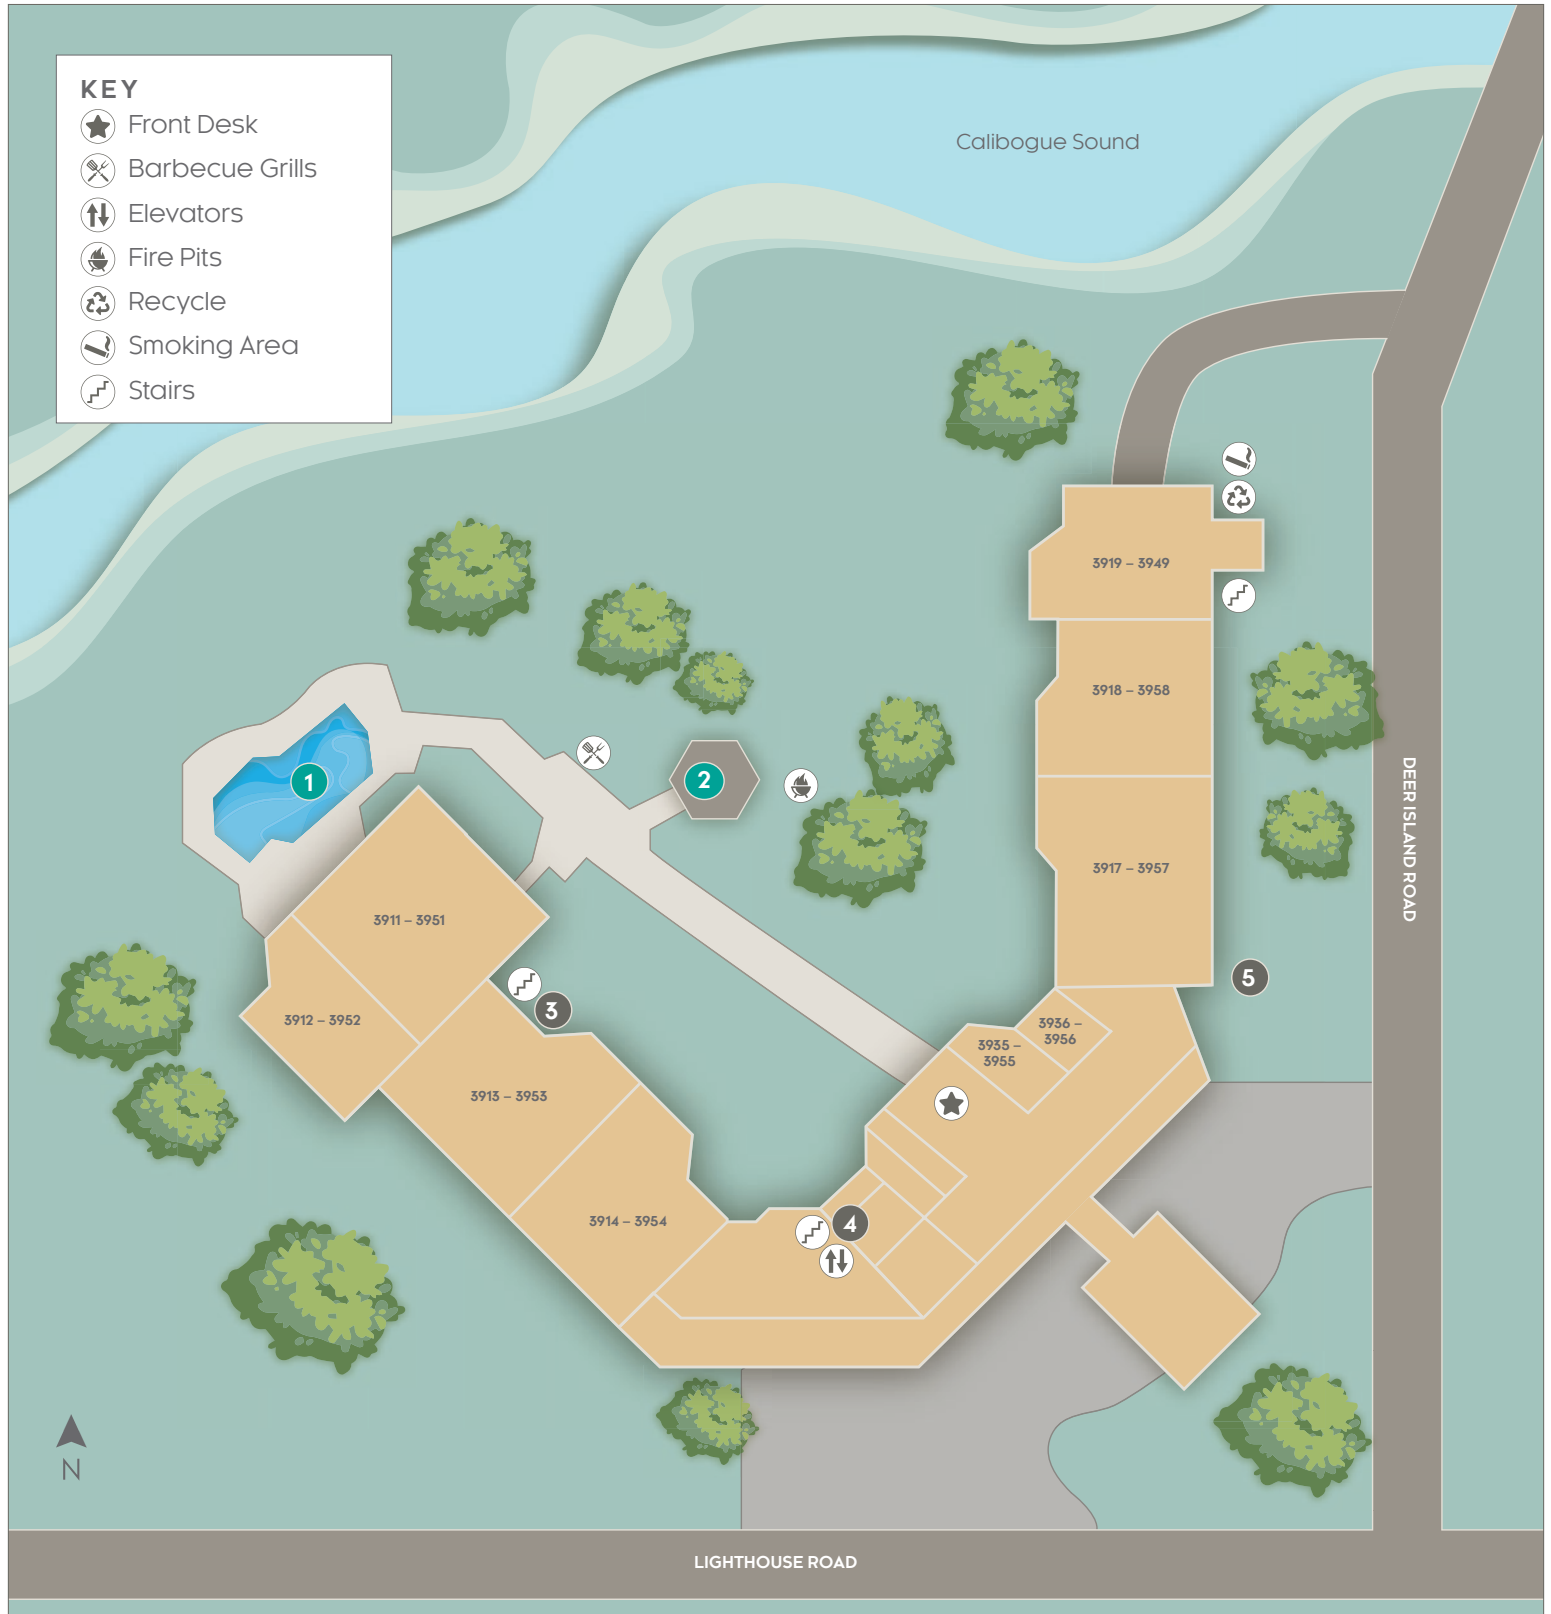 KEY
Front Desk
Barbecue Grills
Elevators
Fire Pits
Recycle
Smoking Area
Stairs
Calibogue Sound
3919 – 3949
3918 – 3958
3917 – 3957
DEER ISLAND ROAD
1
2
3911 – 3951
3912 – 3952
3
5
3936 –
3956
3935 –
3955
3913 – 3953
3914 – 3954
4
N
LIGHTHOUSE ROAD